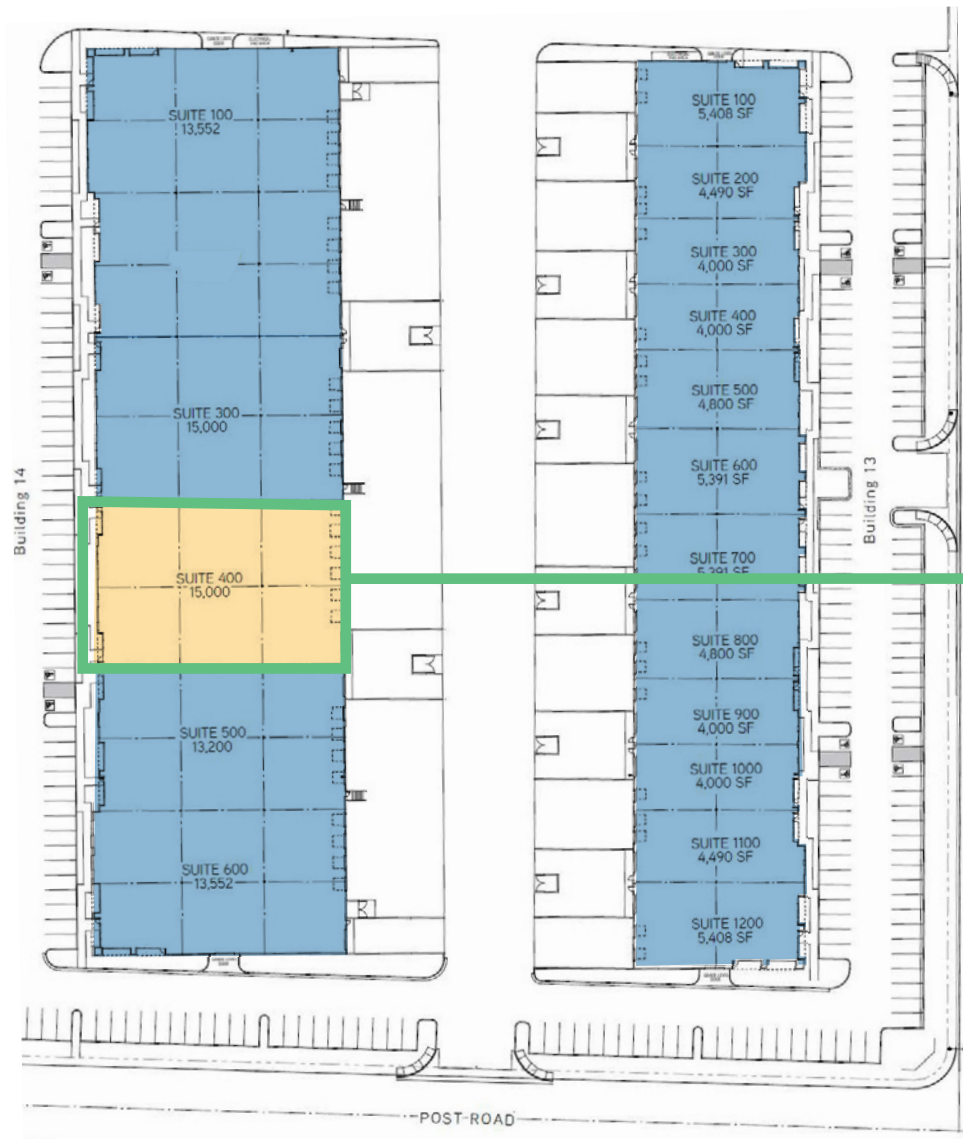 Building 14
SUITE 100
13,552
SUITE 300
15,000
SUITE 400
15,000
SUITE 500
13,200
SUITE 600
13,552
SUITE 100
5,408 SF
SUITE 200
4,490 SF
SUITE 300
4,000 SF
SUITE 400
4,000 SF
SUITE 500
4,800 SF
SUITE 600
5,391 SF
SUITE 700
5,391 SF
SUITE 800
4,800 SF
SUITE 900
4,000 SF
SUITE 1000
4,000 SF
SUITE 1100
4,490 SF
SUITE 1200
5,408 SF
Building 13
POST ROAD